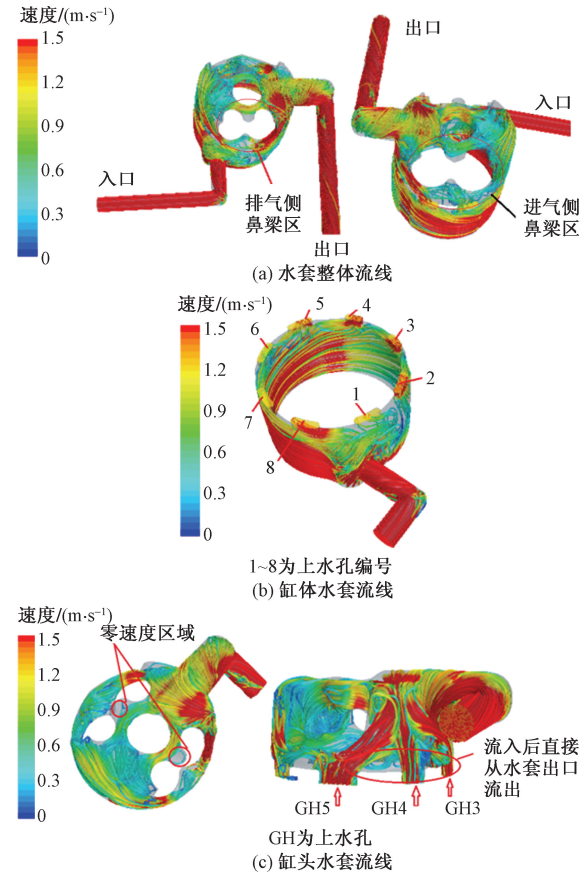 速度/(m·s⁻¹)
1.5
1.2
0.9
0.6
0.3
0
入口
排气侧
鼻梁区
出口
出口
入口
进气侧
鼻梁区
(a) 水套整体流线
速度/(m·s⁻¹)
1.5
1.2
0.9
0.6
0.3
0
5
4
3
6
2
1
7
8
1~8为上水孔编号
(b) 缸体水套流线
速度/(m·s⁻¹)
1.5
1.2
0.9
0.6
0.3
0
零速度区域
流入后直接
从水套出口
流出
GH5
GH4
GH3
GH为上水孔
(c) 缸头水套流线